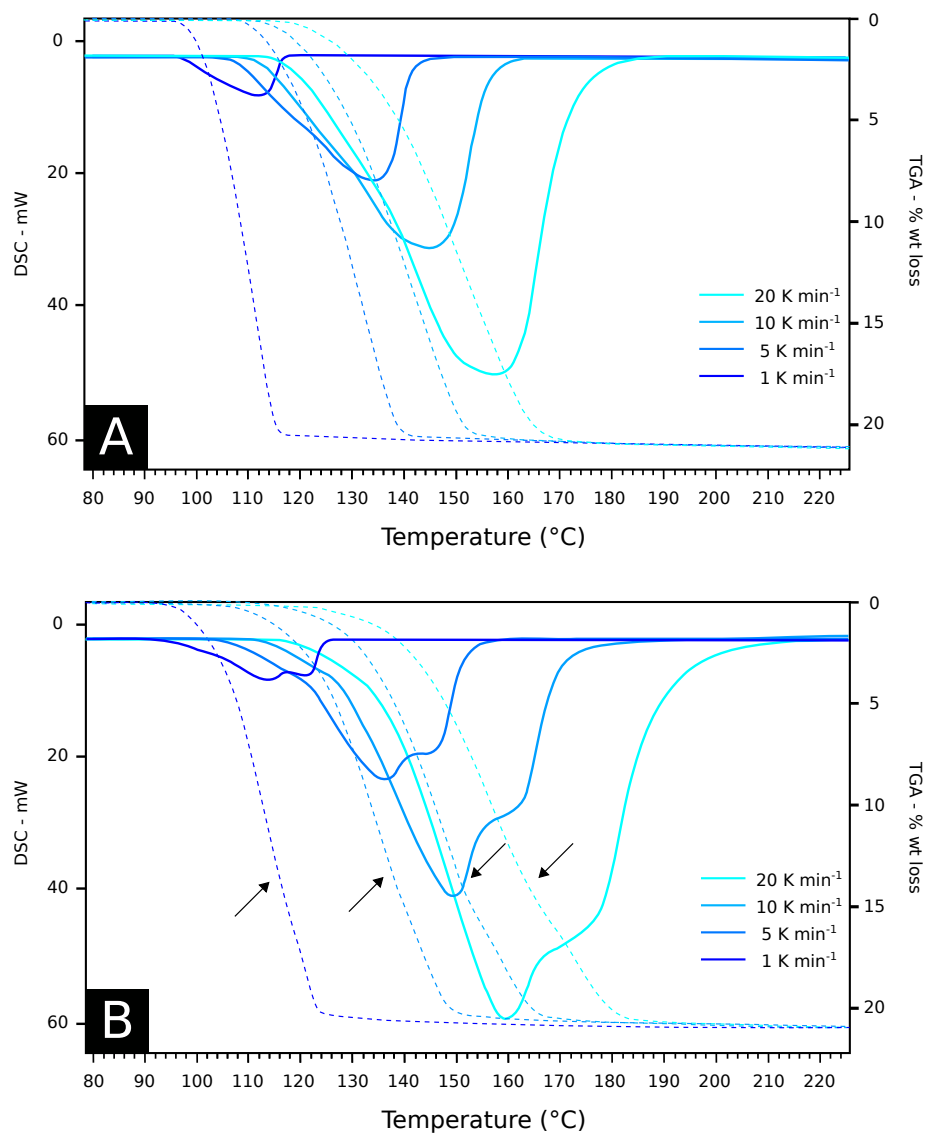 0
20
40
60
DSC - mW
0
5
10
15
20
TGA - % wt loss
20 K min⁻¹
10 K min⁻¹
5 K min⁻¹
1 K min⁻¹
A
80 90 100 110 120 130 140 150 160 170 180 190 200 210 220
Temperature (°C)
0
20
40
60
DSC - mW
0
5
10
15
20
TGA - % wt loss
20 K min⁻¹
10 K min⁻¹
5 K min⁻¹
1 K min⁻¹
B
80 90 100 110 120 130 140 150 160 170 180 190 200 210 220
Temperature (°C)